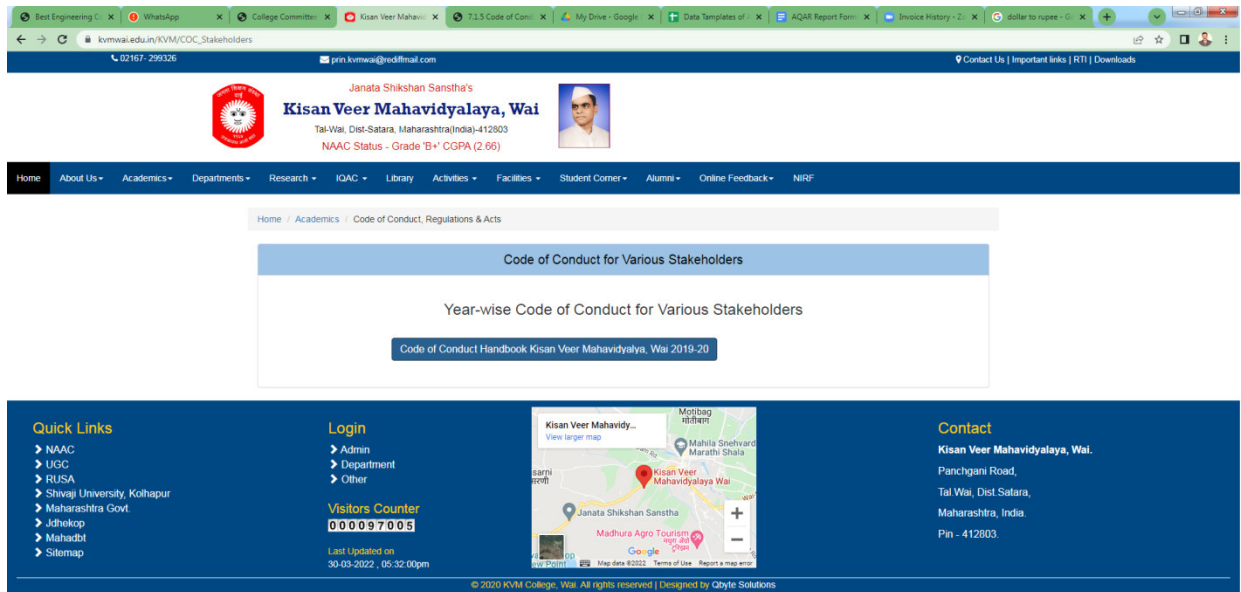 Best Engineering C
WhatsApp
College Committee
Kisan Veer Mahavid
7.1.5 Code of Cond
My Drive - Google
Data Templates of
AQAR Report Form
Invoice History - Zo
dollar to rupee - Go
kvmwai.edu.in/KVM/COC_Stakeholders
02167- 299326
prin.kvmwai@rediffmail.com
Contact Us | Important links | RTI | Downloads
Janata Shikshan Sanstha's
Kisan Veer Mahavidyalaya, Wai
Tal-Wai, Dist-Satara, Maharashtra(India)-412803
NAAC Status - Grade 'B+' CGPA (2.66)
Home About Us Academics Departments Research IQAC Library Activities Facilities Student Corner Alumni Online Feedback NIRF
Home / Academics / Code of Conduct, Regulations & Acts
Code of Conduct for Various Stakeholders
Year-wise Code of Conduct for Various Stakeholders
Code of Conduct Handbook Kisan Veer Mahavidyalya, Wai 2019-20
Quick Links
NAAC
UGC
RUSA
Shivaji University, Kolhapur
Maharashtra Govt.
Jdhekop
Mahadbt
Sitemap
Login
Admin
Department
Other
Visitors Counter
00097005
Last Updated on
30-03-2022 , 05:32:00pm
Kisan Veer Mahavidy...
View larger map
Motibag
मोतीबाग
Mahila Snehvard
Marathi Shala
Kisan Veer
Mahavidyalaya Wai
Janata Shikshan Sanstha
Madhura Agro Tourism
Google
Map data ©2022 Terms of Use Report a map error
Contact
Kisan Veer Mahavidyalaya, Wai.
Panchgani Road,
Tal.Wai, Dist.Satara,
Maharashtra, India.
Pin - 412803.
© 2020 KVM College, Wai. All rights reserved | Designed by Qbyte Solutions